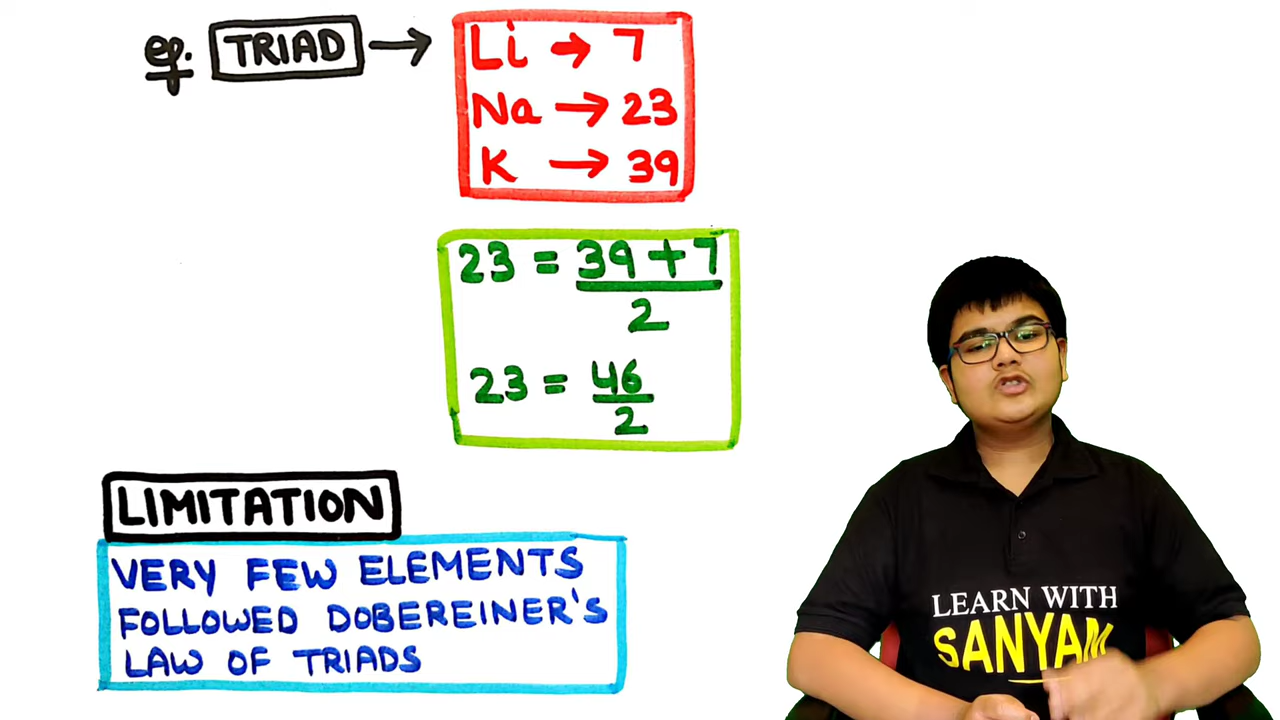 eg. TRIAD →
Li → 7
Na → 23
K → 39
23 = 39 + 7
2
23 = 46
2
LIMITATION
VERY FEW ELEMENTS
FOLLOWED DOBEREINER'S
LAW OF TRIADS
LEARN WITH
SANYAM